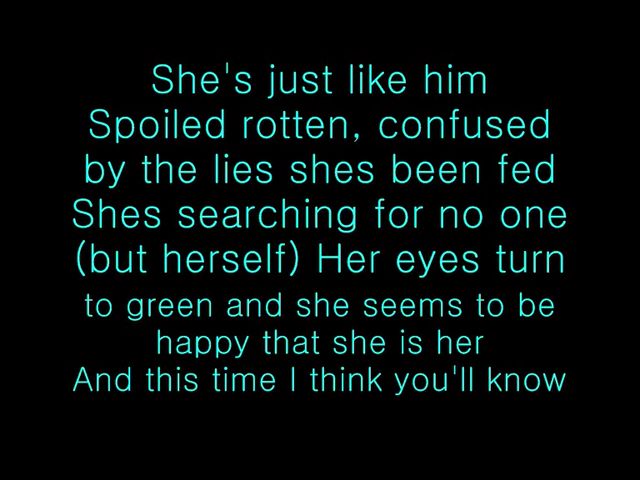 She's just like him
Spoiled rotten, confused
by the lies shes been fed
Shes searching for no one
(but herself) Her eyes turn
to green and she seems to be
happy that she is her
And this time I think you'll know